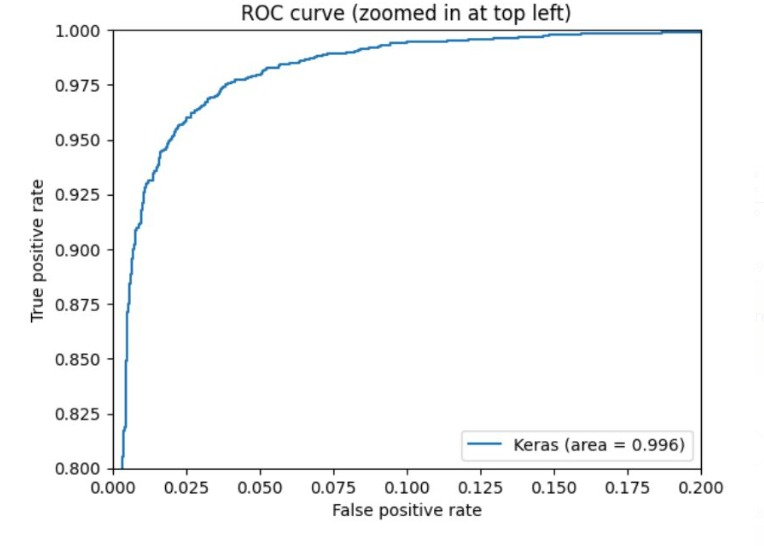 ROC curve (zoomed in at top left)
1.000
0.975
0.950
0.925
0.900
0.875
0.850
0.825
0.800
True positive rate
Keras (area = 0.996)
0.000 0.025 0.050 0.075 0.100 0.125 0.150 0.175 0.200
False positive rate